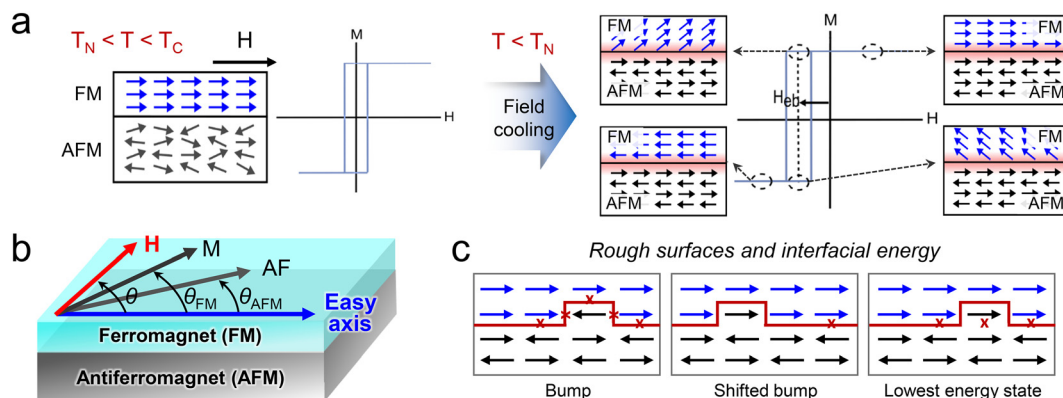 a
T_N < T < T_C
H
FM
AFM
M
H
T < T_N
Field
cooling
FM
AFM
FM
AFM
M
H_eb
H
FM
AFM
FM
AFM
b
H
M
AF
θ
θ_FM
θ_AFM
Easy
axis
Ferromagnet (FM)
Antiferromagnet (AFM)
c
Rough surfaces and interfacial energy
x
x
x
x
x
x
x
x
x
Bump
Shifted bump
Lowest energy state